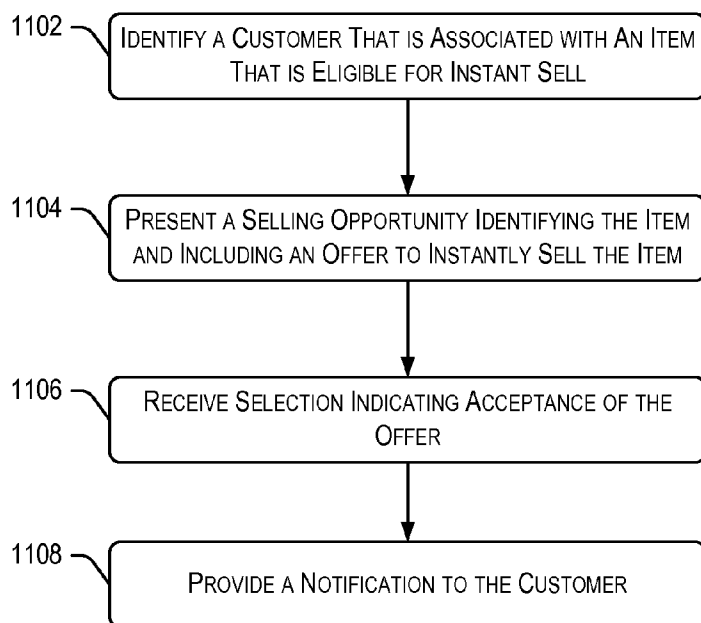 1102
IDENTIFY A CUSTOMER THAT IS ASSOCIATED WITH AN ITEM
THAT IS ELIGIBLE FOR INSTANT SELL
1104
PRESENT A SELLING OPPORTUNITY IDENTIFYING THE ITEM
AND INCLUDING AN OFFER TO INSTANTLY SELL THE ITEM
1106
RECEIVE SELECTION INDICATING ACCEPTANCE OF THE
OFFER
1108
PROVIDE A NOTIFICATION TO THE CUSTOMER